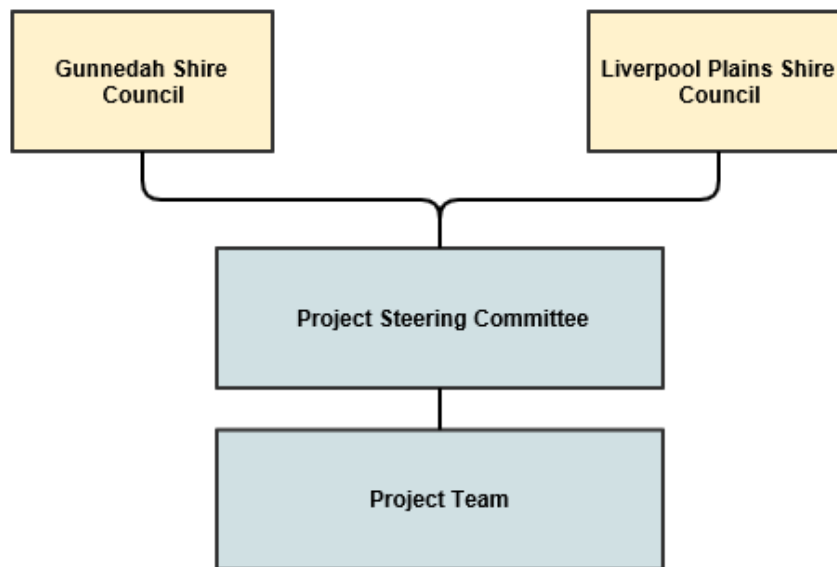 Gunnedah Shire
Council
Liverpool Plains Shire
Council
Project Steering Committee
Project Team